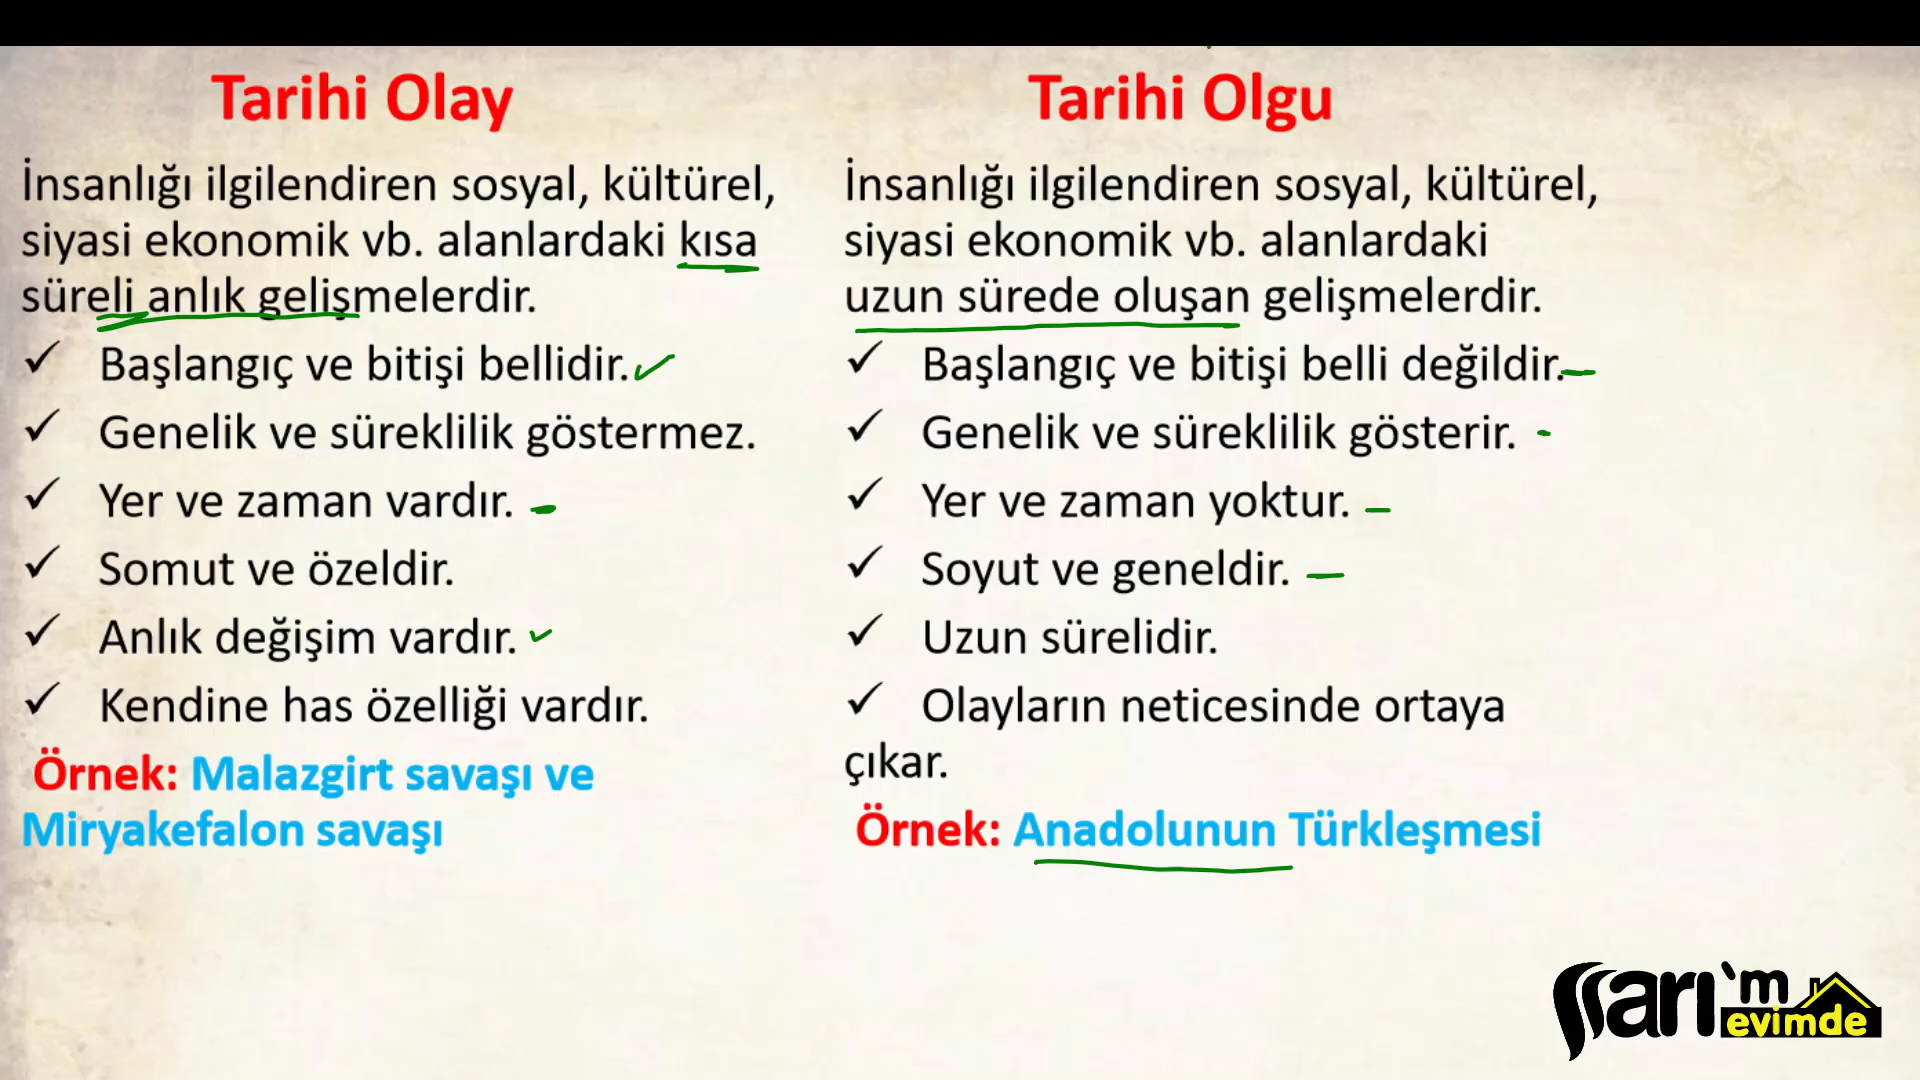 Tarihi Olay
İnsanlığı ilgilendiren sosyal, kültürel,
siyasi ekonomik vb. alanlardaki kısa
süreli anlık gelişmelerdir.
✓ Başlangıç ve bitişi bellidir.
✓ Genelik ve süreklilik göstermez.
✓ Yer ve zaman vardır.
✓ Somut ve özeldir.
✓ Anlık değişim vardır.
✓ Kendine has özelliği vardır.
Örnek: Malazgirt savaşı ve
Miryakefalon savaşı
Tarihi Olgu
İnsanlığı ilgilendiren sosyal, kültürel,
siyasi ekonomik vb. alanlardaki
uzun sürede oluşan gelişmelerdir.
✓ Başlangıç ve bitişi belli değildir.
✓ Genelik ve süreklilik gösterir.
✓ Yer ve zaman yoktur.
✓ Soyut ve geneldir.
✓ Uzun sürelidir.
✓ Olayların neticesinde ortaya
çıkar.
Örnek: Anadolunun Türkleşmesi
Sarı'm
evimde